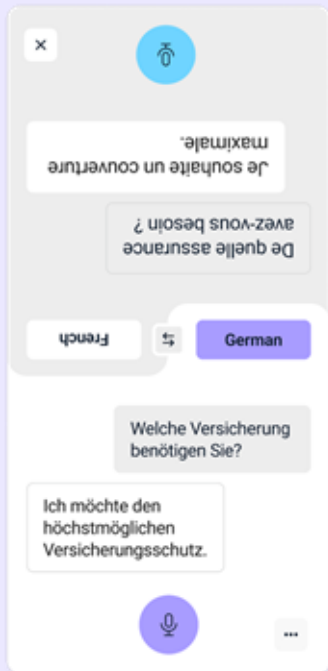 French
De quelle assurance
avez-vous besoin ?
Je souhaite un couverture
maximale.
German
Welche Versicherung
benötigen Sie?
Ich möchte den
höchstmöglichen
Versicherungsschutz.